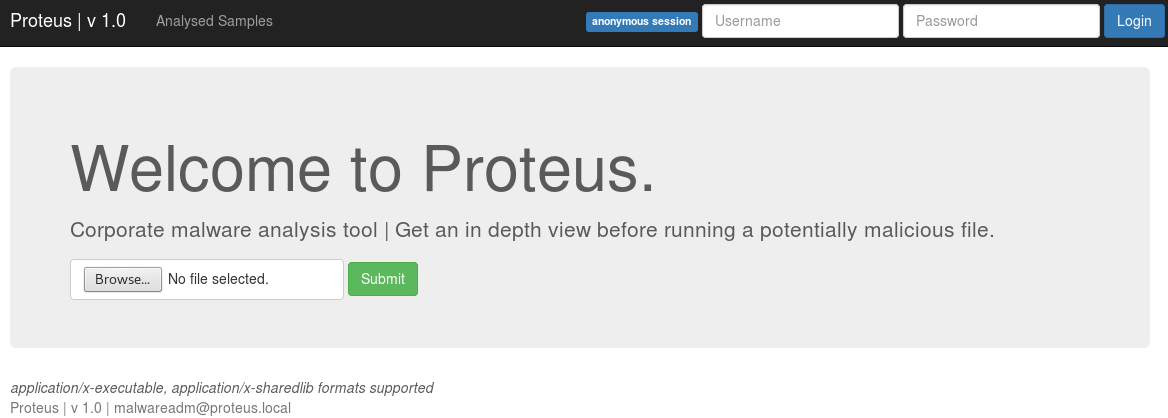 Proteus | v 1.0 Analysed Samples anonymous session Username Password Login
Welcome to Proteus.
Corporate malware analysis tool | Get an in depth view before running a potentially malicious file.
Browse... No file selected. Submit
application/x-executable, application/x-sharedlib formats supported
Proteus | v 1.0 | malwareadm@proteus.local